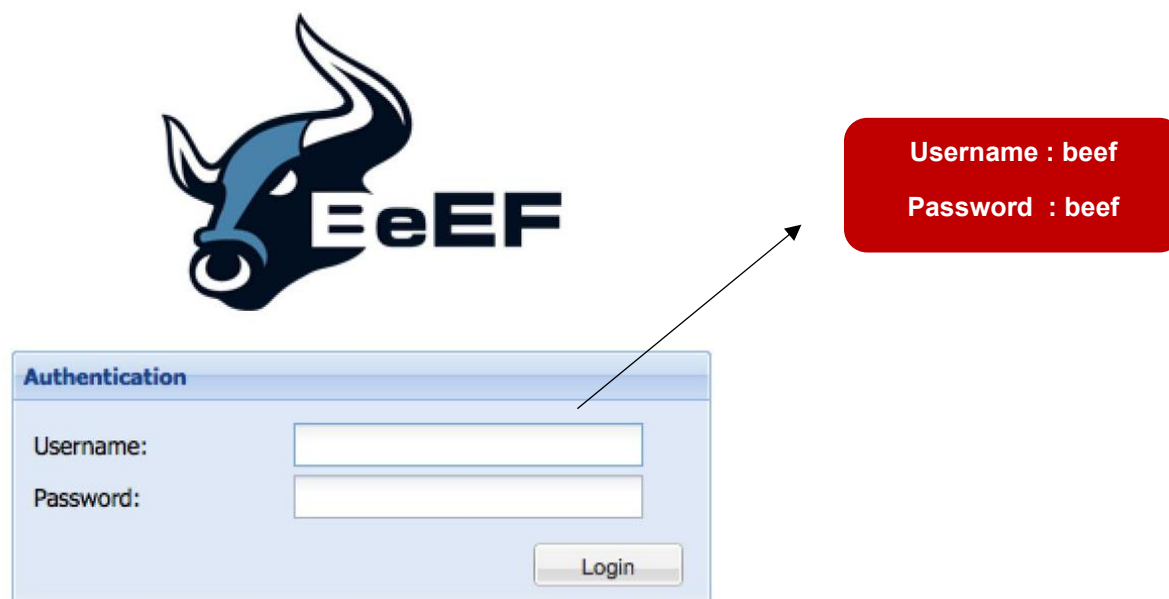 BeEF
Username : beef
Password : beef
Authentication
Username:
Password:
Login